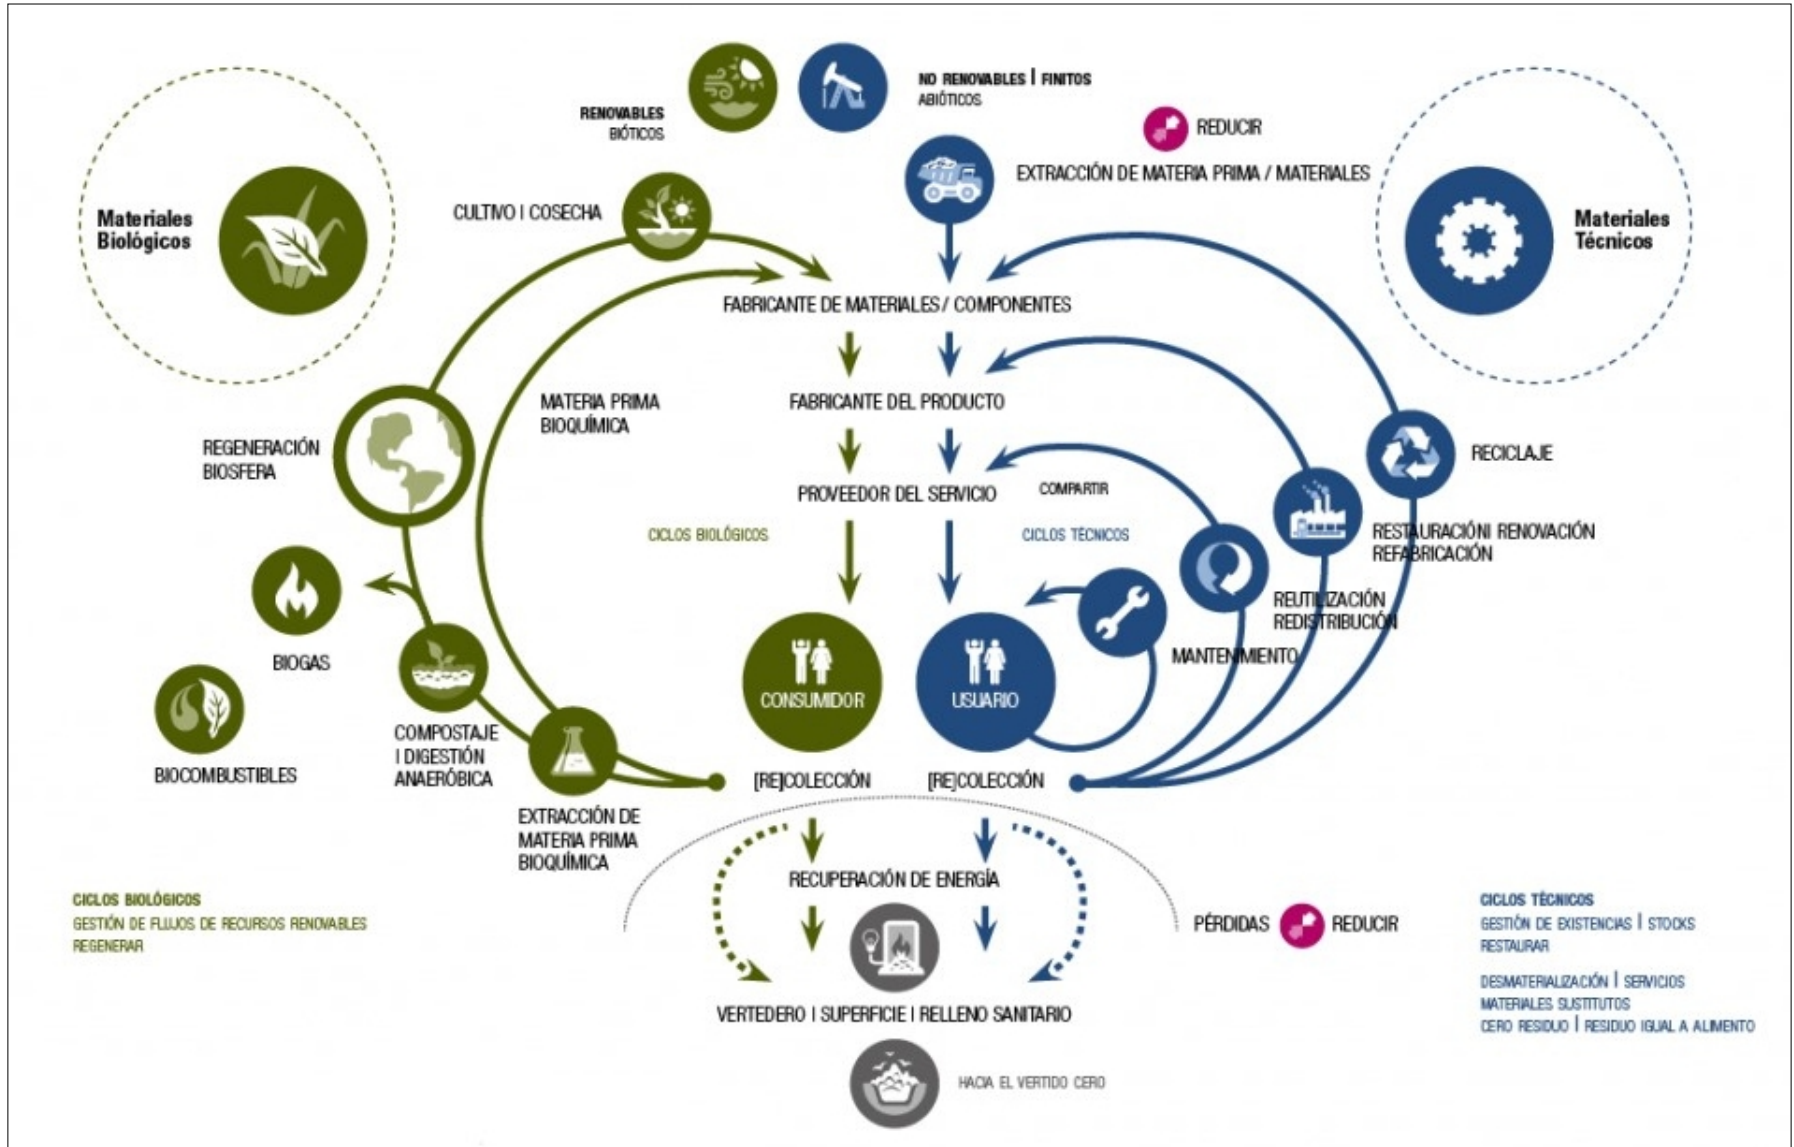 NO RENOVABLES | FINITOS
ABIÓTICOS
RENOVABLES
BIÓTICOS
REDUCIR
EXTRACCIÓN DE MATERIA PRIMA / MATERIALES
CULTIVO | COSECHA
Materiales
Biológicos
Materiales
Técnicos
FABRICANTE DE MATERIALES / COMPONENTES
MATERIA PRIMA
BIOQUÍMICA
FABRICANTE DEL PRODUCTO
REGENERACIÓN
BIOSFERA
RECICLAJE
PROVEEDOR DEL SERVICIO
COMPARTIR
CICLOS BIOLÓGICOS
CICLOS TÉCNICOS
RESTAURACIÓNI RENOVACIÓN
REFABRICACIÓN
REUTILIZACIÓN
REDISTRIBUCIÓN
BIOGAS
MANTENIMIENTO
CONSUMIDOR
USUARIO
COMPOSTAJE
| DIGESTIÓN
ANAERÓBICA
BIOCOMBUSTIBLES
[RE]COLECCIÓN
[RE]COLECCIÓN
EXTRACCIÓN DE
MATERIA PRIMA
BIOQUÍMICA
RECUPERACIÓN DE ENERGÍA
CICLOS BIOLÓGICOS
GESTIÓN DE FLUJOS DE RECURSOS RENOVABLES
REGENERAR
PÉRDIDAS
REDUCIR
CICLOS TÉCNICOS
GESTIÓN DE EXISTENCIAS | STOCKS
RESTAURAR
DESMATERIALIZACIÓN | SERVICIOS
MATERIALES SUSTITUTOS
CERO RESIDUO | RESIDUO IGUAL A ALIMENTO
VERTEDERO | SUPERFICIE | RELLENO SANITARIO
HACIA EL VERTIDO CERO